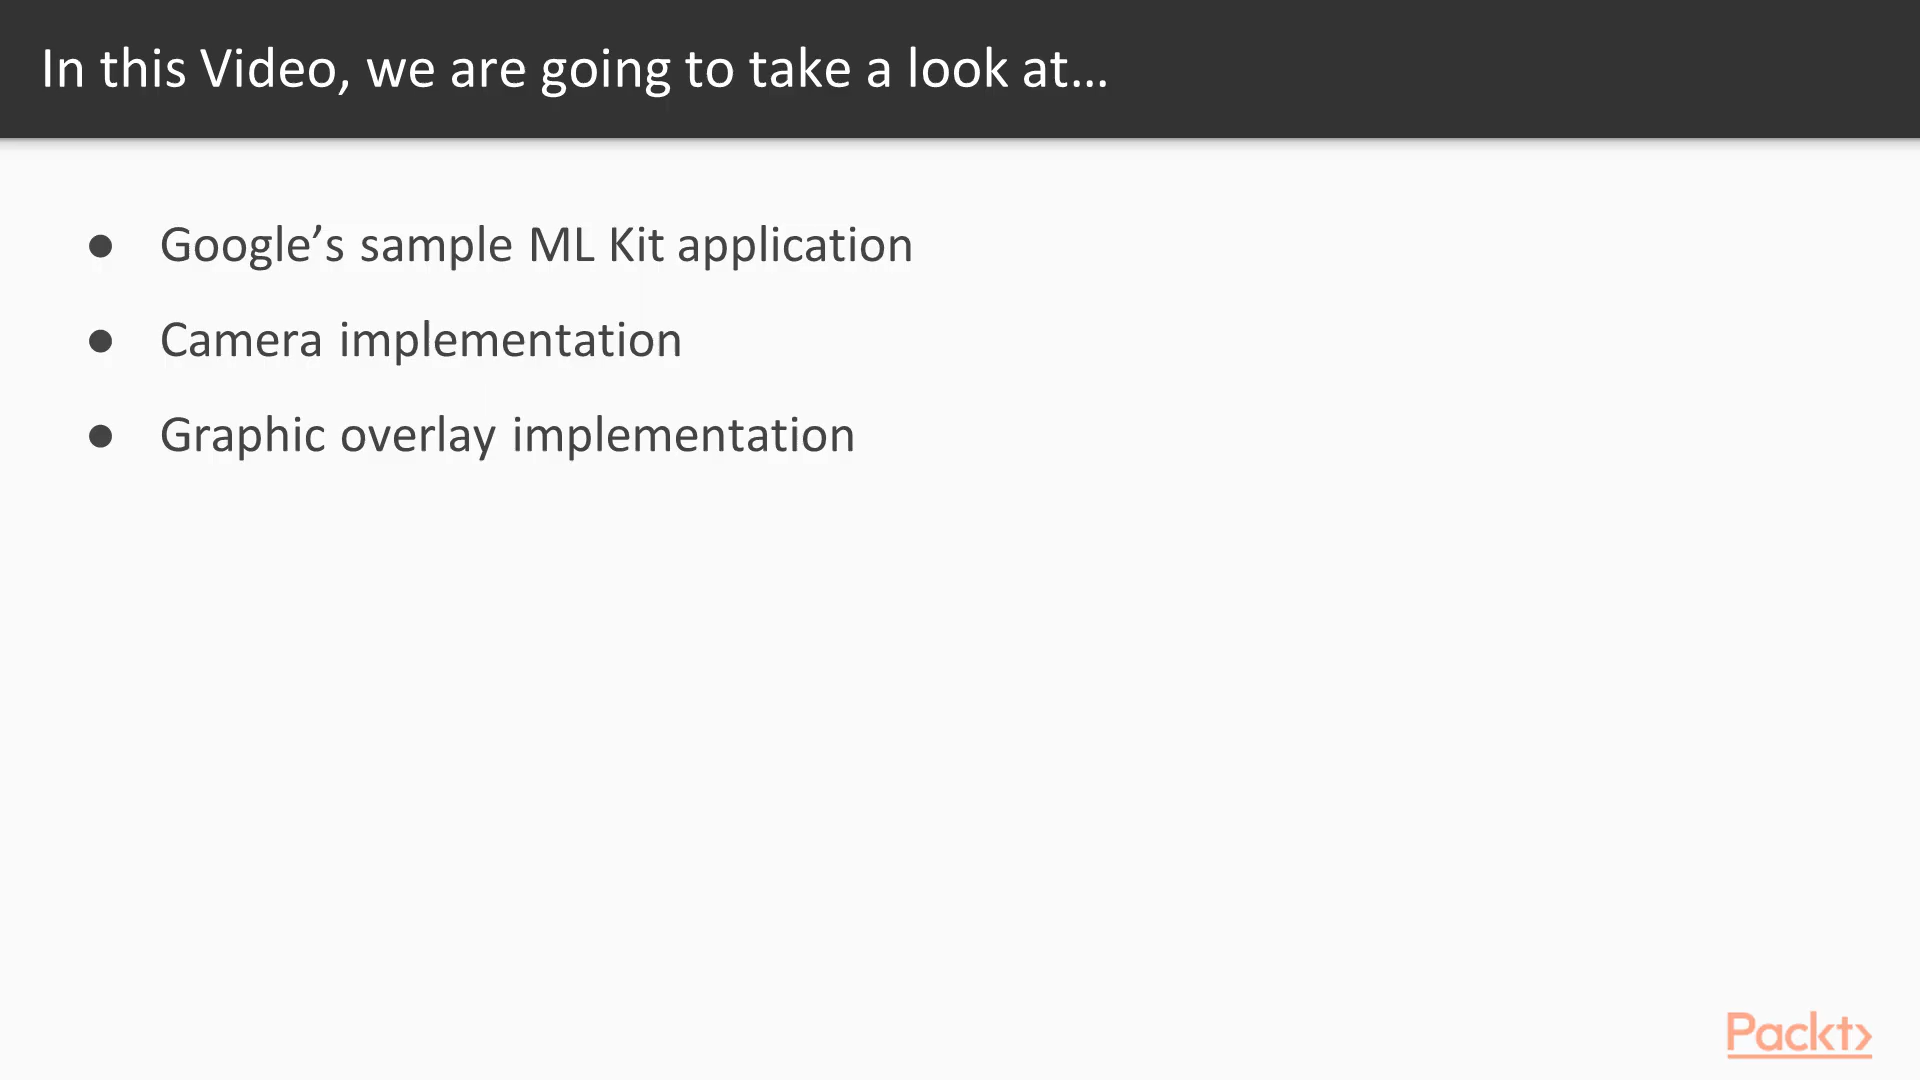 In this Video, we are going to take a look at...
● Google’s sample ML Kit application
● Camera implementation
● Graphic overlay implementation
Packt>